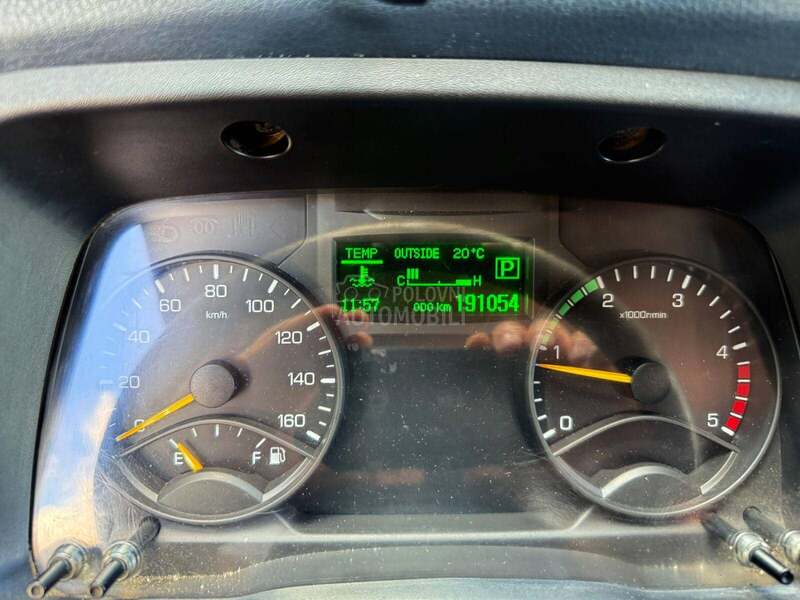 TEMP OUTSIDE 20°C
C H P
11:57 ODO km 191054
POLOVNI
AUTOMOBILI
0 20 40 60 80 100 120 140 160
km/h
E F
0 1 2 3 4 5
x1000r/min